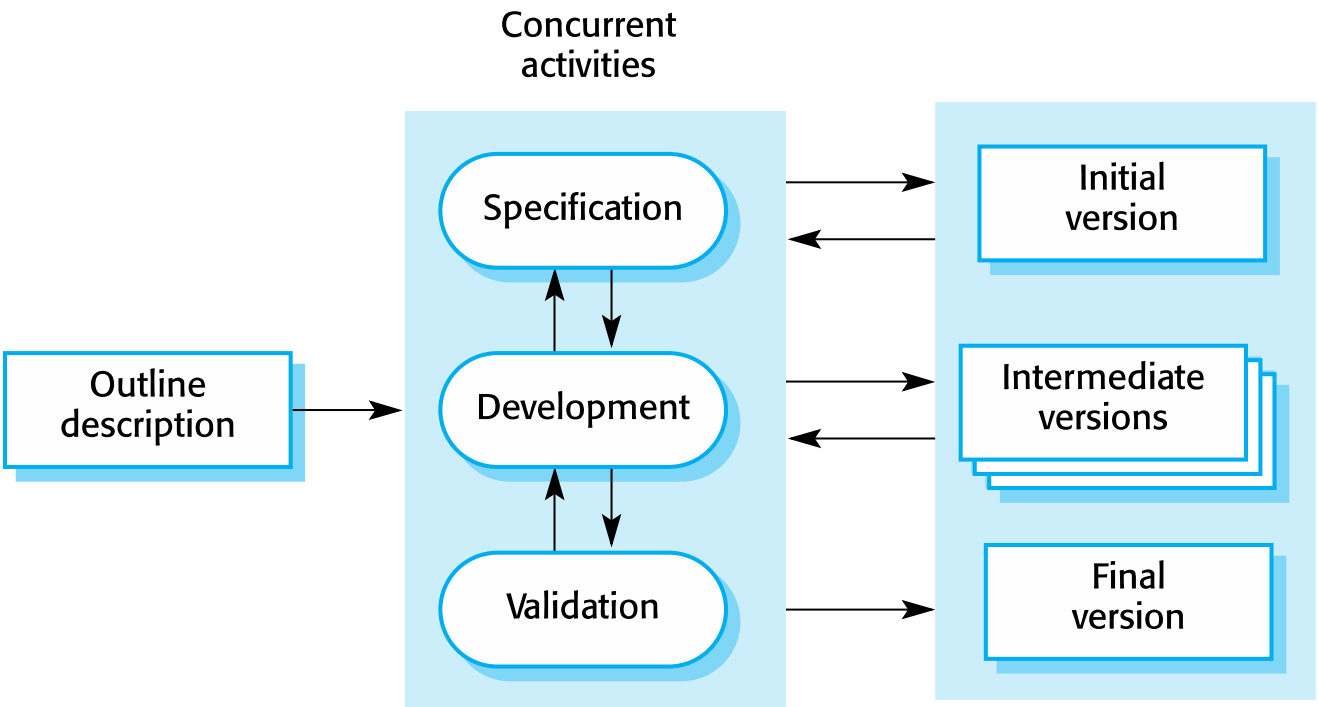 Concurrent
activities
Outline
description
Specification
Development
Validation
Initial
version
Intermediate
versions
Final
version